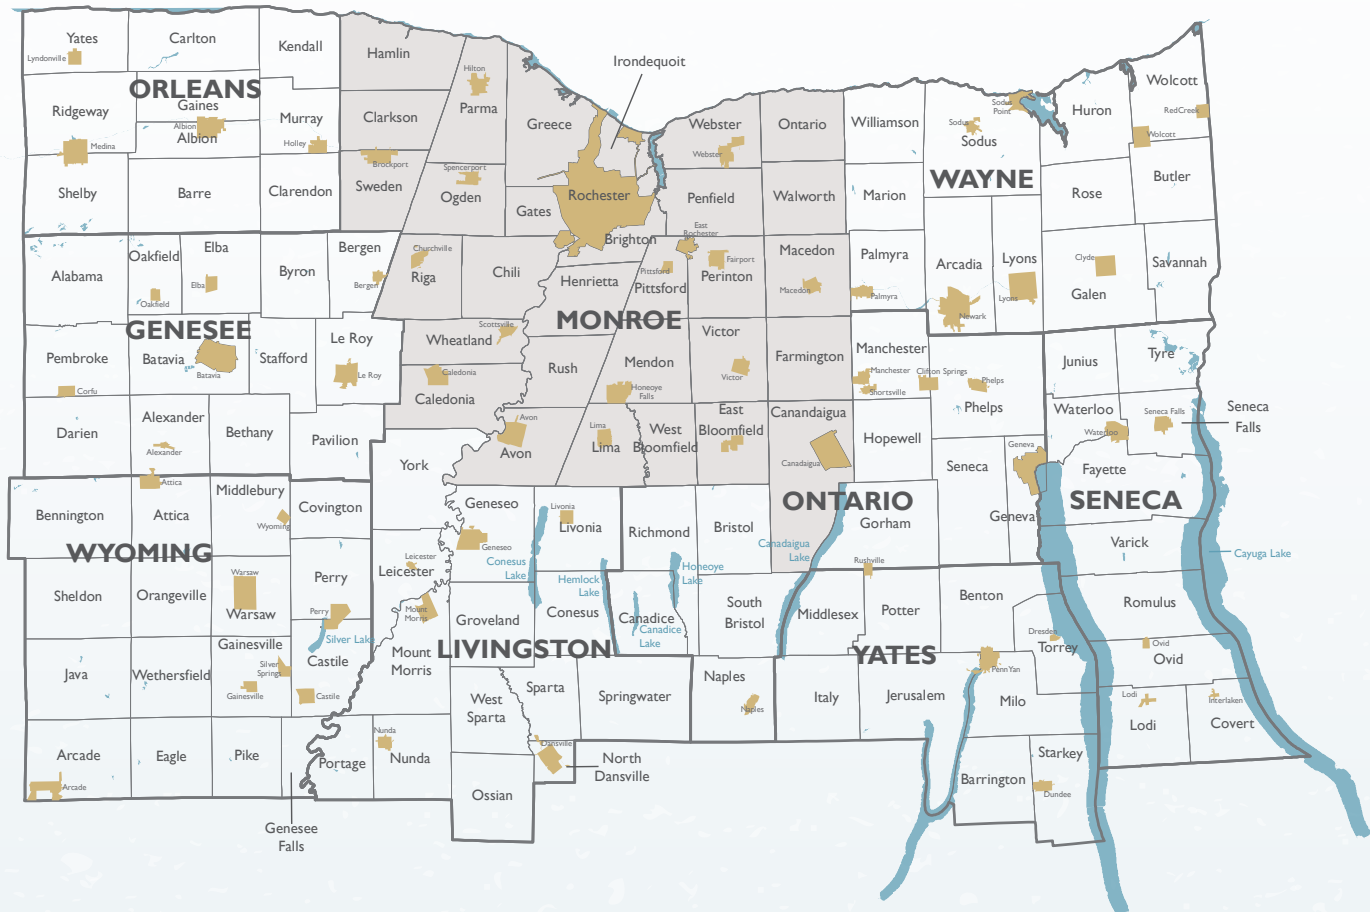 Yates
Lyndonville
Carlton
Kendall
Hamlin
Hilton
Parma
Irondequoit
Wolcott
ORLEANS
Ridgeway
Gaines
Albion
Albion
Medina
Murray
Holley
Clarkson
Greece
Webster
Webster
Ontario
Williamson
Sodus
Point
Sodus
Sodus
Huron
RedCreek
Wolcott
Shelby
Barre
Clarendon
Brockport
Sweden
Spencerport
Ogden
Gates
Rochester
Penfield
Walworth
Marion
WAYNE
Rose
Butler
Alabama
Oakfield
Oakfield
Elba
Elba
Byron
Bergen
Bergen
Churchville
Riga
Chili
Brighton
Henrietta
East
Rochester
Pittsford
Pittsford
Fairport
Perinton
Macedon
Macedon
Palmyra
Palmyra
Arcadia
Newark
Lyons
Lyons
Clyde
Galen
Savannah
GENESEE
MONROE
Pembroke
Corfu
Batavia
Batavia
Stafford
Le Roy
Le Roy
Wheatland
Scottsville
Caledonia
Caledonia
Rush
Mendon
Honeoye
Falls
Victor
Victor
Farmington
Manchester
Manchester
Shortsville
Clifton Springs
Phelps
Phelps
Junius
Tyre
Darien
Alexander
Alexander
Bethany
Pavilion
York
Avon
Avon
Lima
Lima
West
Bloomfield
East
Bloomfield
Canandaigua
Canadaigua
Hopewell
Seneca
Geneva
Geneva
Waterloo
Waterloo
Seneca Falls
Seneca
Falls
Fayette
Bennington
Attica
Attica
Middlebury
Wyoming
Covington
Geneseo
Geneseo
Livonia
Livonia
Richmond
Bristol
ONTARIO
Gorham
SENECA
Varick
Cayuga Lake
WYOMING
Sheldon
Orangeville
Warsaw
Warsaw
Perry
Perry
Leicester
Leicester
Conesus
Lake
Hemlock
Lake
Honeoye
Lake
Canadaigua
Lake
Rushville
Mount
Morris
Groveland
Conesus
Canadice
Canadice
Lake
South
Bristol
Middlesex
Potter
Benton
Romulus
Gainesville
Silver Lake
LIVINGSTON
YATES
Dresden
Torrey
Ovid
Ovid
Java
Wethersfield
Silver
Springs
Gainesville
Castile
Castile
Mount
Morris
West
Sparta
Sparta
Springwater
Naples
Naples
Italy
Jerusalem
Penn Yan
Milo
Lodi
Lodi
Interlaken
Covert
Arcade
Arcade
Eagle
Pike
Portage
Nunda
Nunda
Dansville
North
Dansville
Ossian
Barrington
Starkey
Dundee
Genesee
Falls